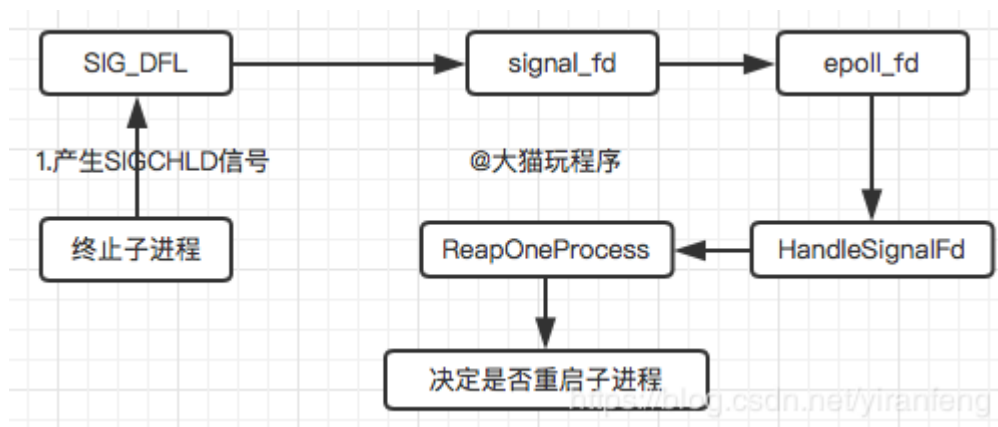 SIG_DFL
signal_fd
epoll_fd
1.产生SIGCHLD信号
@大猫玩程序
终止子进程
ReapOneProcess
HandleSignalFd
决定是否重启子进程
https://blog.csdn.net/yiranfeng